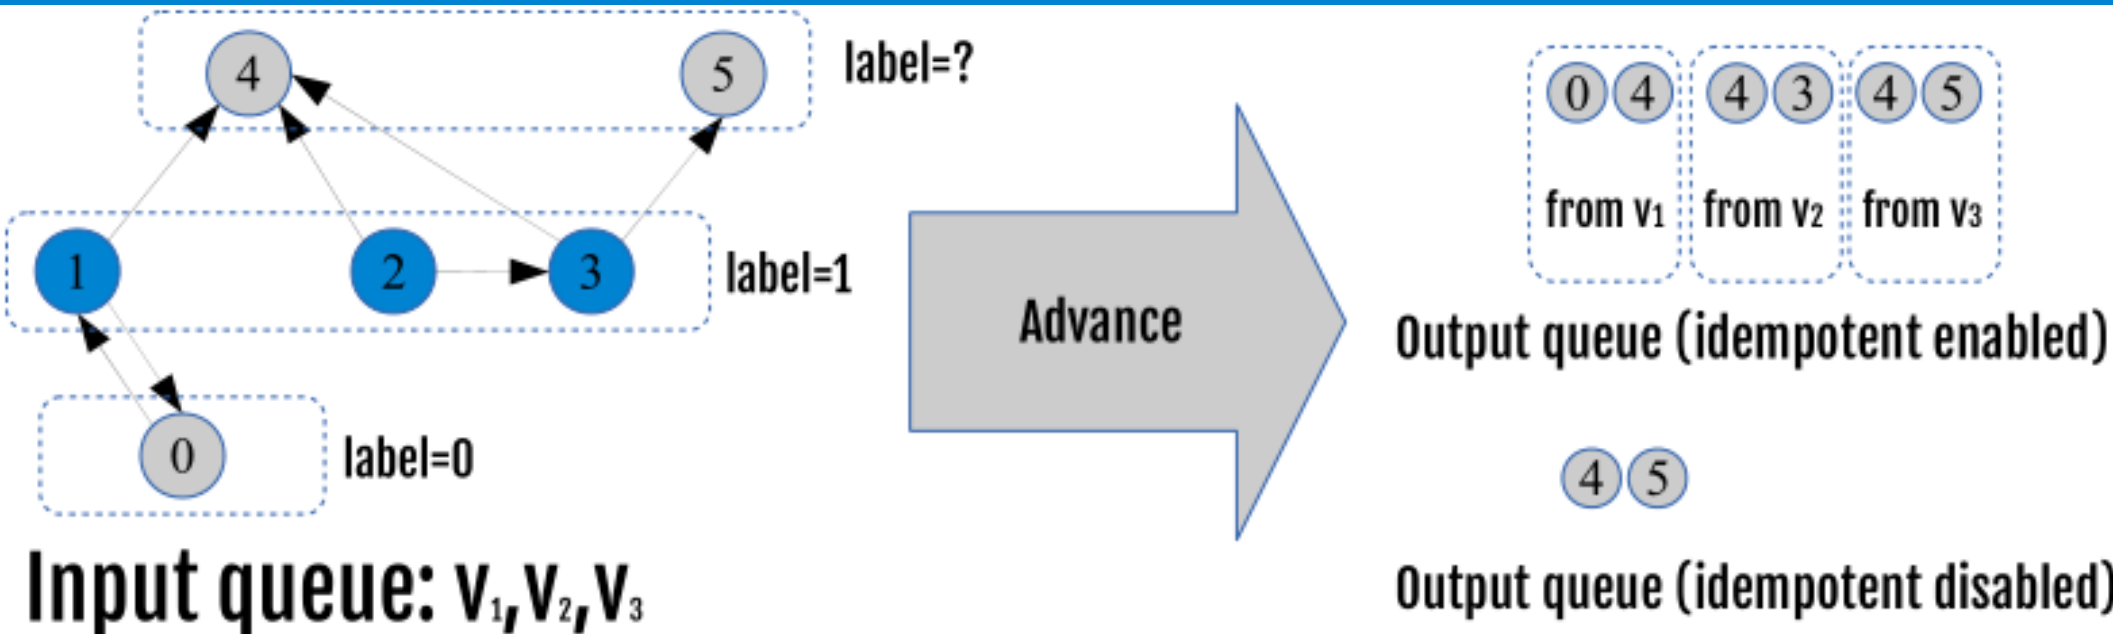 4
5
label=?
1
2
3
label=1
0
label=0
Input queue: v₁,v₂,v₃
Advance
0 4 4 3 4 5
from v₁ from v₂ from v₃
Output queue (idempotent enabled)
4 5
Output queue (idempotent disabled)